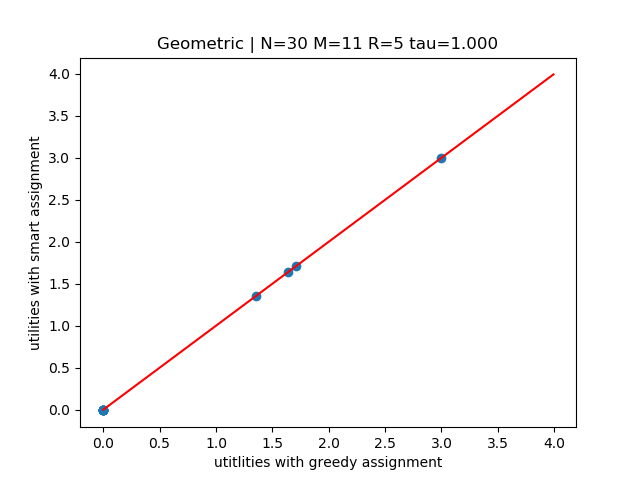 Geometric | N=30 M=11 R=5 tau=1.000
utilities with smart assignment
4.0
3.5
3.0
2.5
2.0
1.5
1.0
0.5
0.0
0.0 0.5 1.0 1.5 2.0 2.5 3.0 3.5 4.0
utitlities with greedy assignment